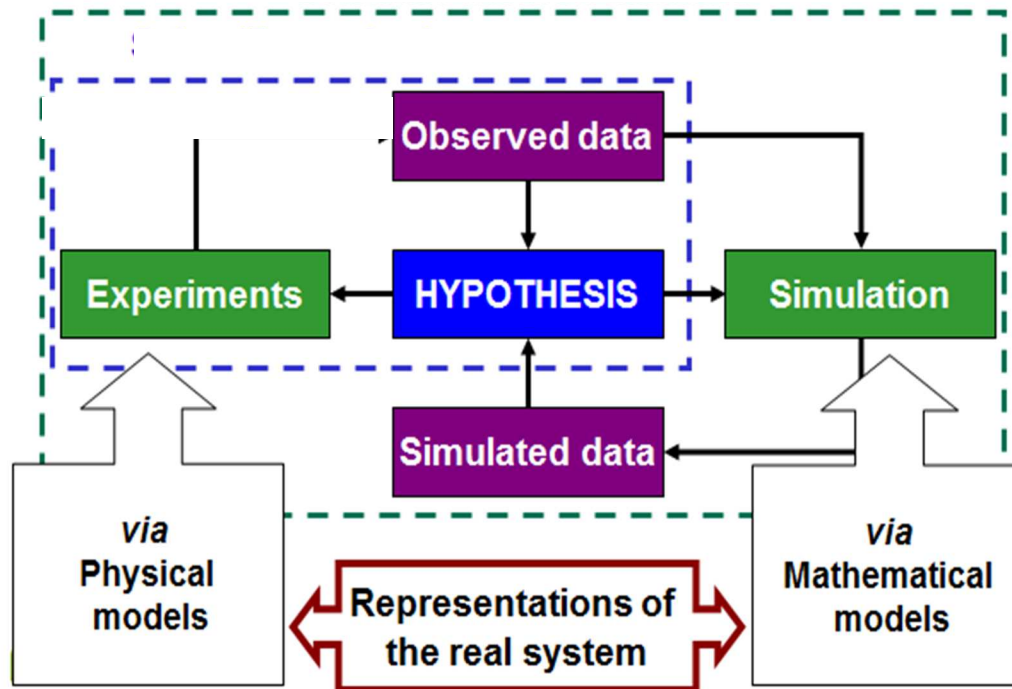 Observed data
Experiments
HYPOTHESIS
Simulation
Simulated data
via
Physical
models
Representations of
the real system
via
Mathematical
models